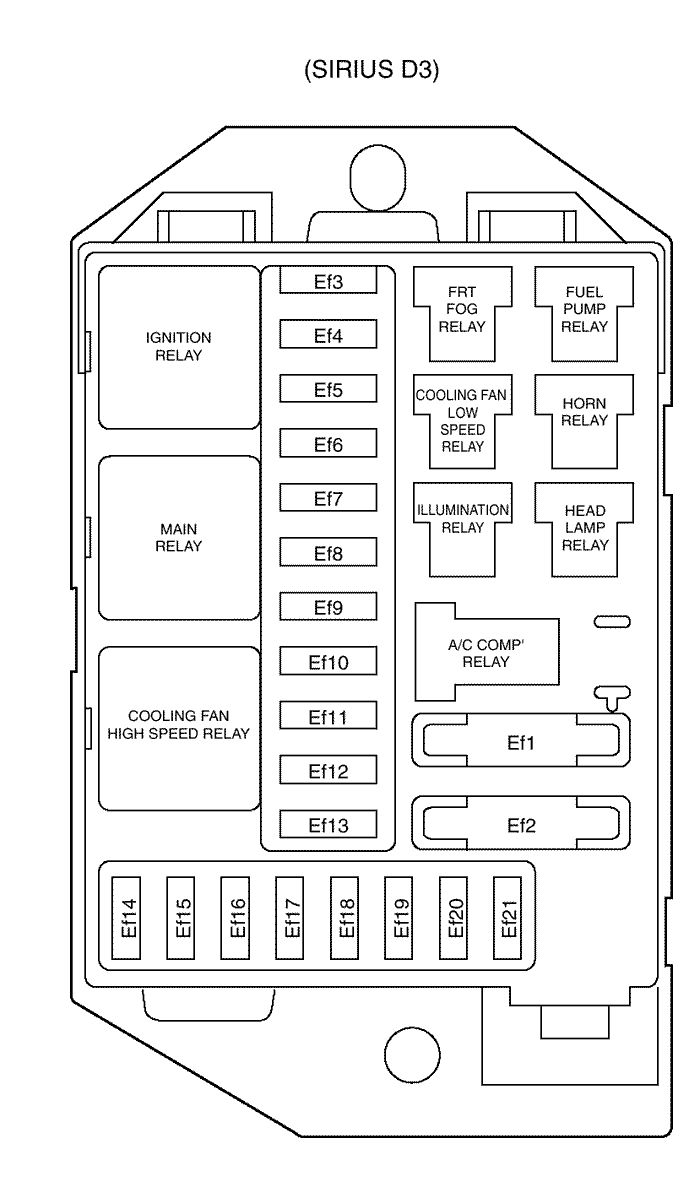 (SIRIUS D3)
IGNITION
RELAY
MAIN
RELAY
COOLING FAN
HIGH SPEED RELAY
Ef3
Ef4
Ef5
Ef6
Ef7
Ef8
Ef9
Ef10
Ef11
Ef12
Ef13
FRT
FOG
RELAY
FUEL
PUMP
RELAY
COOLING FAN
LOW
SPEED
RELAY
HORN
RELAY
ILLUMINATION
RELAY
HEAD
LAMP
RELAY
A/C COMP'
RELAY
Ef1
Ef2
Ef14
Ef15
Ef16
Ef17
Ef18
Ef19
Ef20
Ef21